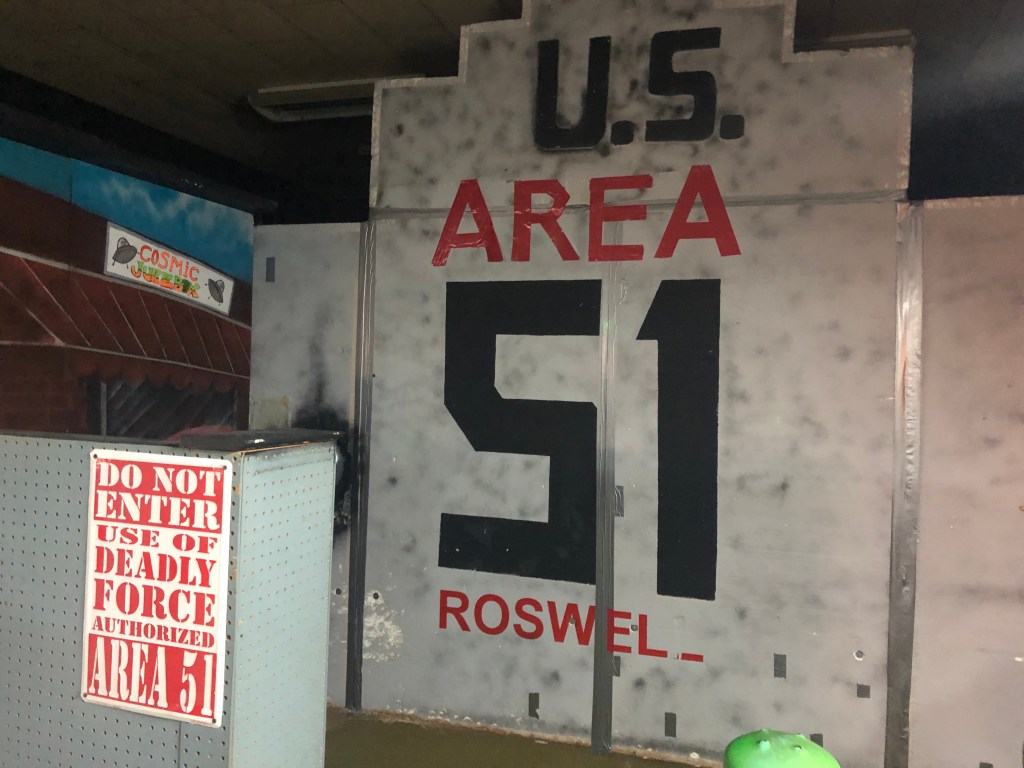 U.S.
AREA
51
ROSWEL_
COSMIC
DO NOT
ENTER
USE OF
DEADLY
FORCE
AUTHORIZED
AREA 51